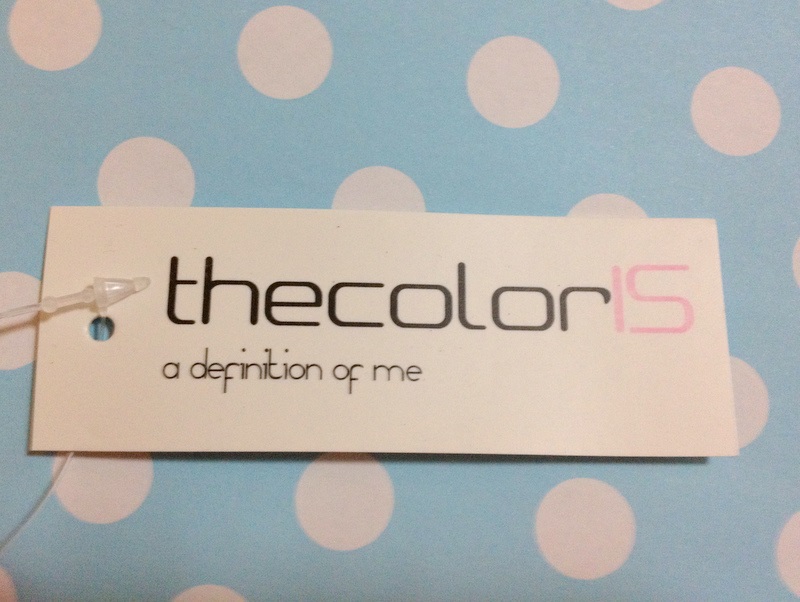 thecolorIS
a definition of me